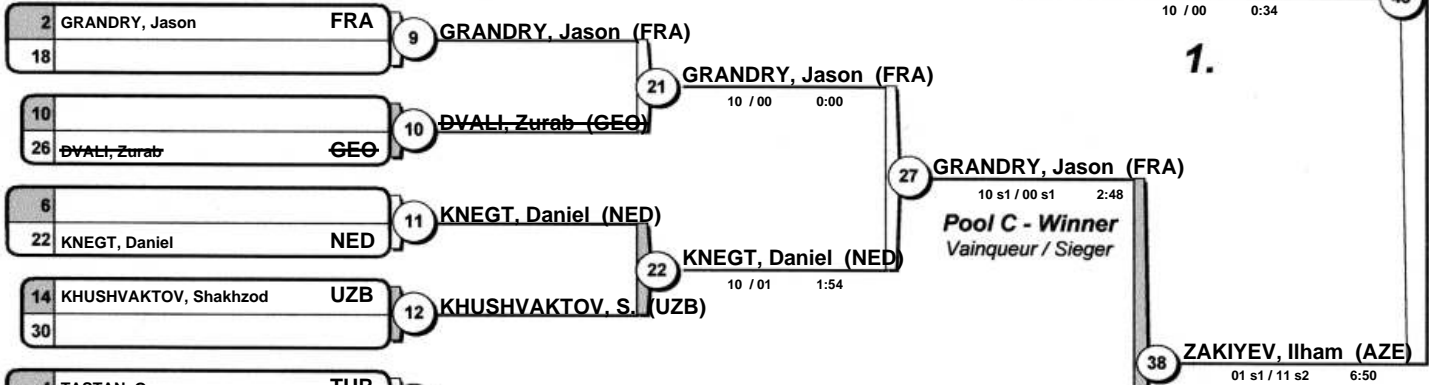 10 / 00 0:34
1.
2 GRANDRY, Jason FRA
18
9 GRANDRY, Jason (FRA)
21 GRANDRY, Jason (FRA)
10 / 00 0:00
10
26 DVALI, Zurab GEO
10 DVALI, Zurab (GEO)
27 GRANDRY, Jason (FRA)
10 s1 / 00 s1 2:48
Pool C - Winner
Vainqueur / Sieger
6
22 KNEGT, Daniel NED
11 KNEGT, Daniel (NED)
22 KNEGT, Daniel (NED)
10 / 01 1:54
14 KHUSHVAKTOV, Shakhzod UZB
30
12 KHUSHVAKTOV, S. (UZB)
38 ZAKIYEV, Ilham (AZE)
01 s1 / 11 s2 6:50